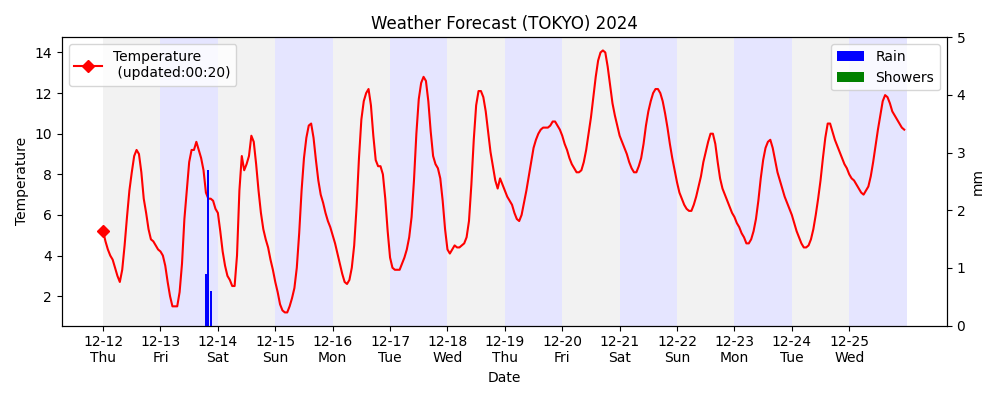 Weather Forecast (TOKYO) 2024
Temperature
(updated:00:20)
Rain
Showers
Temperature
14
12
10
8
6
4
2
5
4
3
2
1
0
mm
12-12 12-13 12-14 12-15 12-16 12-17 12-18 12-19 12-20 12-21 12-22 12-23 12-24 12-25
Thu Fri Sat Sun Mon Tue Wed Thu Fri Sat Sun Mon Tue Wed
Date